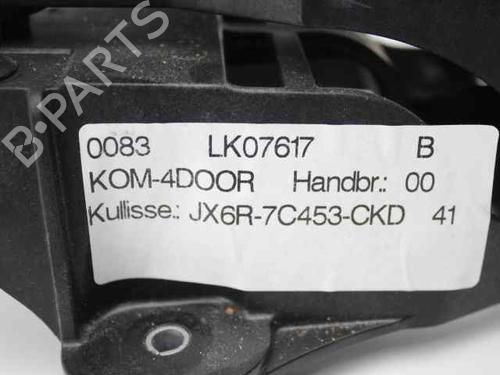 B-PARTS
0083 LK07617 B
KOM-4DOOR Handbr.: 00
Kullisse.: JX6R-7C453-CKD 41